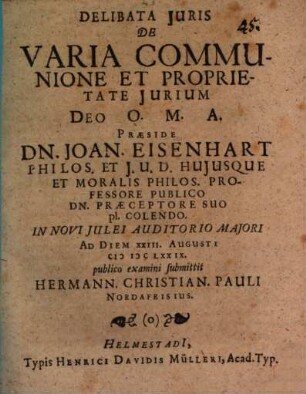 45.
DELIBATA JURIS
DE
VARIA COMMU-
NIONE ET PROPRIE-
TATE JURIUM
DEO O. M. A.
PRÆSIDE
DN. JOAN. EISENHART
PHILOS. ET J. U. D. HUJUSQUE
ET MORALIS PHILOS. PRO-
FESSORE PUBLICO
DN. PRÆCEPTORE SUO
pl. COLENDO.
IN NOVI JULEI AUDITORIO MAJORI
AD DIEM XXIII. AUGUSTI
CIƆ IƆC LXXIX.
publico examini submittit
HERMANN. CHRISTIAN. PAULI
NORDAFRISIUS.
(o)
HELMESTADI,
Typis HENRICI DAVIDIS MÜLLERI, Acad. Typ.